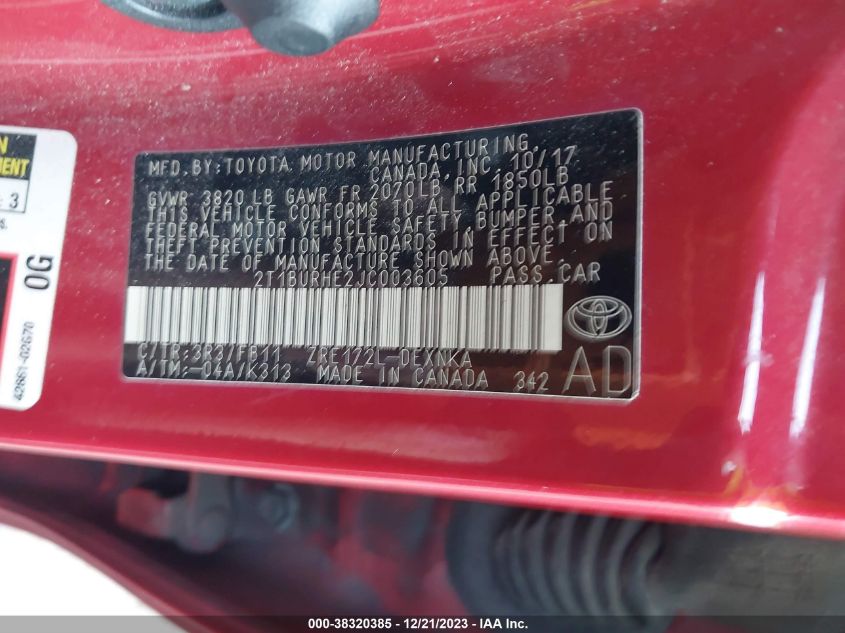 MFD. BY: TOYOTA MOTOR MANUFACTURING,
CANADA, INC. 10/17
GVWR 3820 LB GAWR FR 2070LB RR 1850LB
THIS VEHICLE CONFORMS TO ALL APPLICABLE
FEDERAL MOTOR VEHICLE SAFETY, BUMPER, AND
THEFT PREVENTION STANDARDS IN EFFECT ON
THE DATE OF MANUFACTURE SHOWN ABOVE.
2T1BURHE2JC003605 PASS.CAR
C/TR: 3R3/FB11 ZRE172L-DEXNKA
A/TM: -04A/K313 MADE IN CANADA 342
AD
: 3
0G
42661-02670
000-38320385 - 12/21/2023 - IAA Inc.